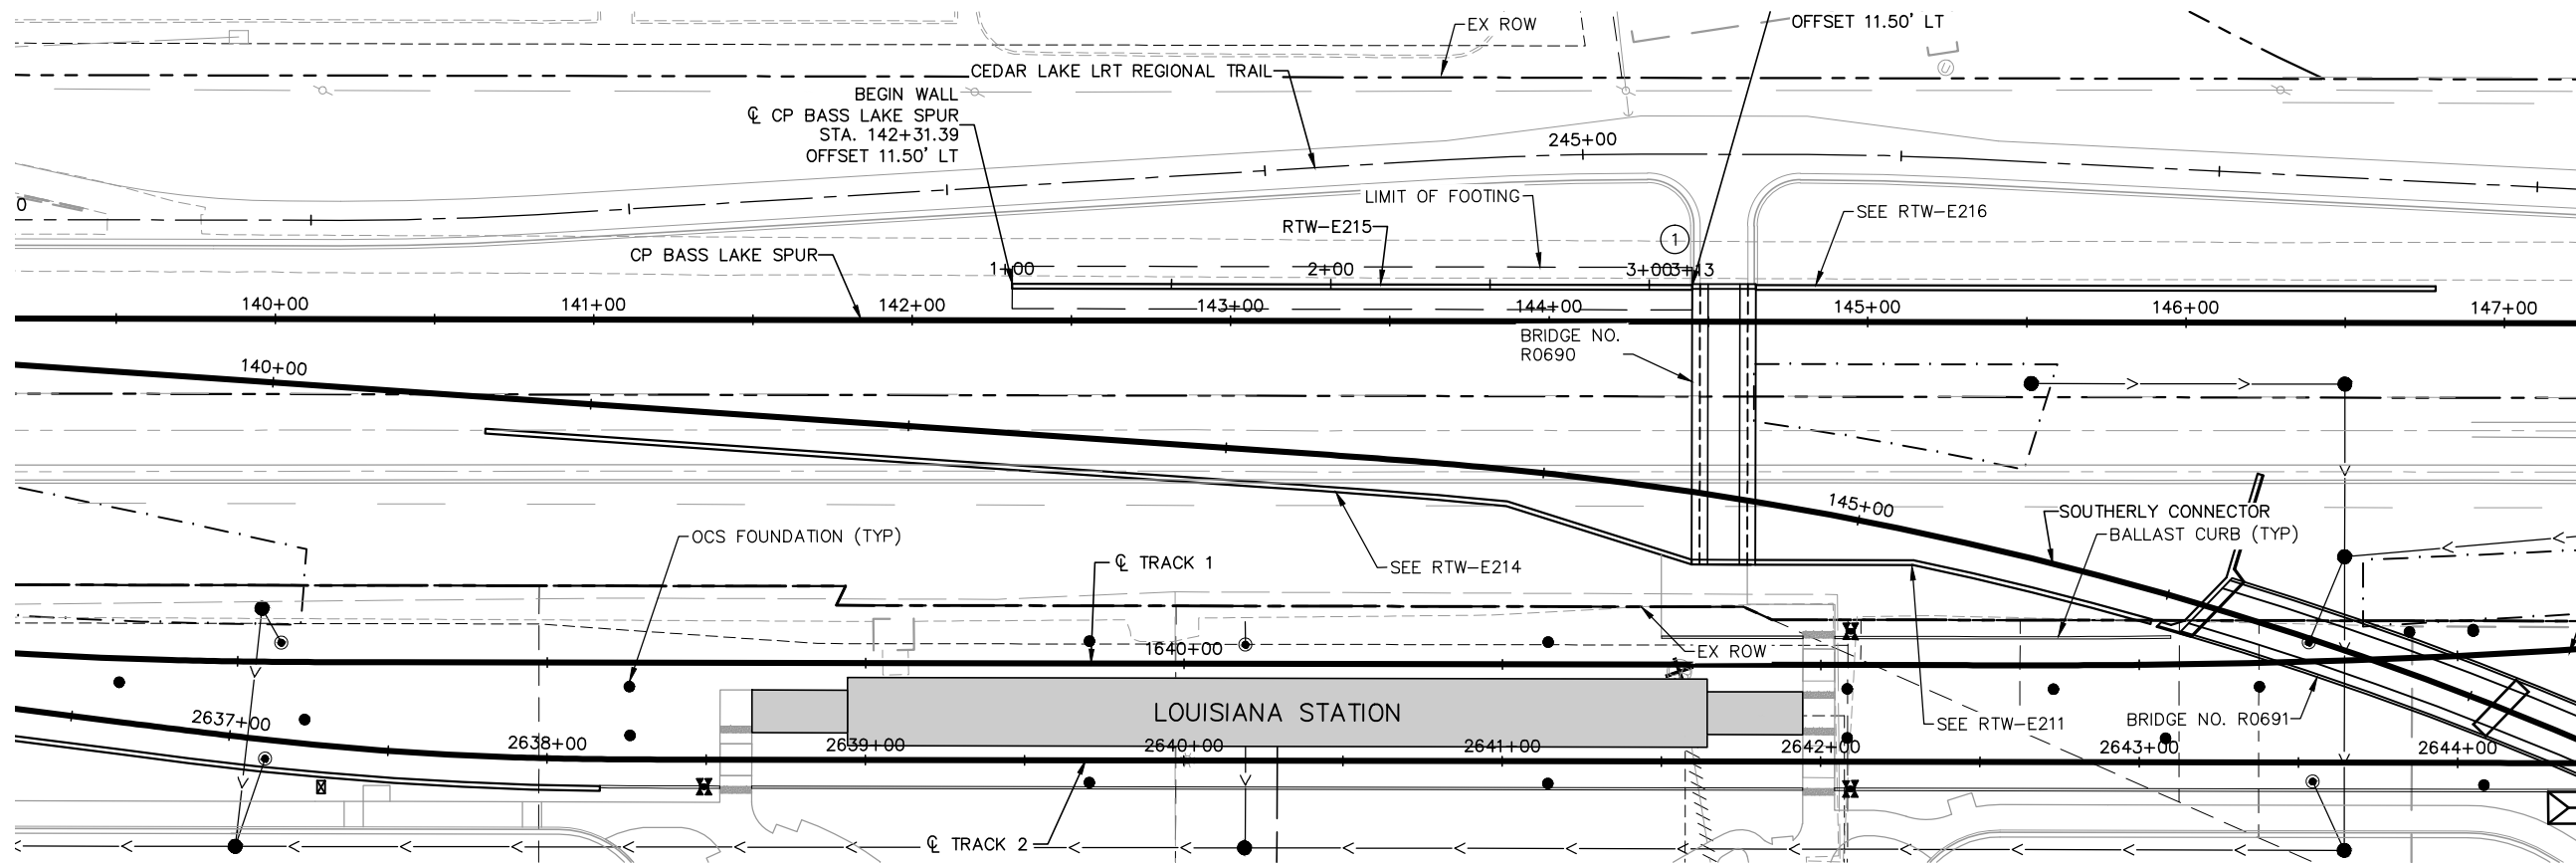 OFFSET 11.50' LT
EX ROW
CEDAR LAKE LRT REGIONAL TRAIL
BEGIN WALL
℄ CP BASS LAKE SPUR
STA. 142+31.39
OFFSET 11.50' LT
245+00
LIMIT OF FOOTING
0
SEE RTW-E216
RTW-E215
1
CP BASS LAKE SPUR
1+00
2+00
3+00
3+13
140+00
141+00
142+00
143+00
144+00
145+00
146+00
147+00
BRIDGE NO.
R0690
140+00
145+00
SOUTHERLY CONNECTOR
BALLAST CURB (TYP)
OCS FOUNDATION (TYP)
℄ TRACK 1
SEE RTW-E214
1640+00
EX ROW
LOUISIANA STATION
SEE RTW-E211
BRIDGE NO. R0691
2637+00
2638+00
2639+00
2640+00
2641+00
2642+00
2643+00
2644+00
℄ TRACK 2